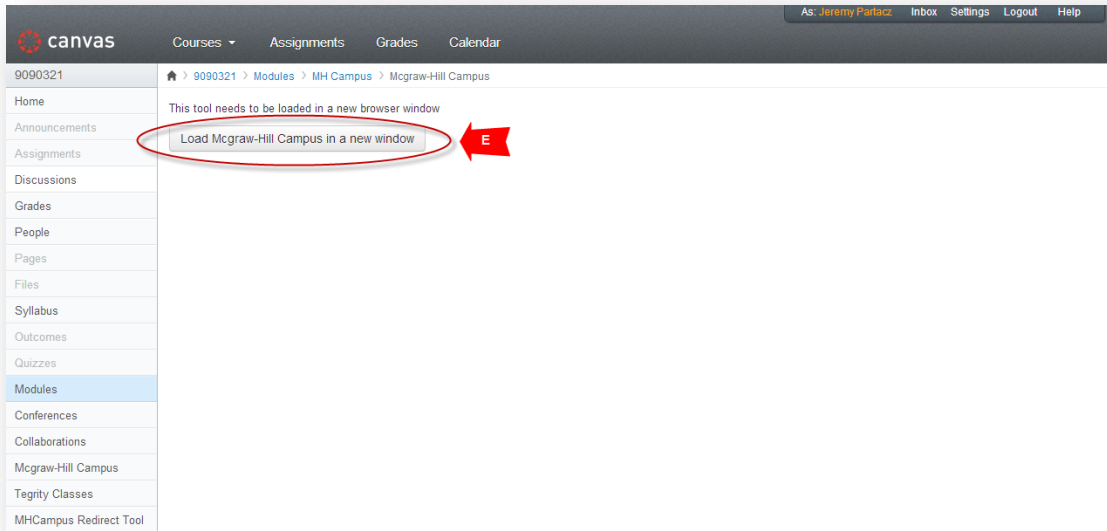 As: Jeremy Partacz Inbox Settings Logout Help
canvas Courses Assignments Grades Calendar
9090321
9090321 > Modules > MH Campus > Mcgraw-Hill Campus
Home
This tool needs to be loaded in a new browser window
Announcements
Load Mcgraw-Hill Campus in a new window
E
Assignments
Discussions
Grades
People
Pages
Files
Syllabus
Outcomes
Quizzes
Modules
Conferences
Collaborations
Mcgraw-Hill Campus
Tegrity Classes
MHCampus Redirect Tool